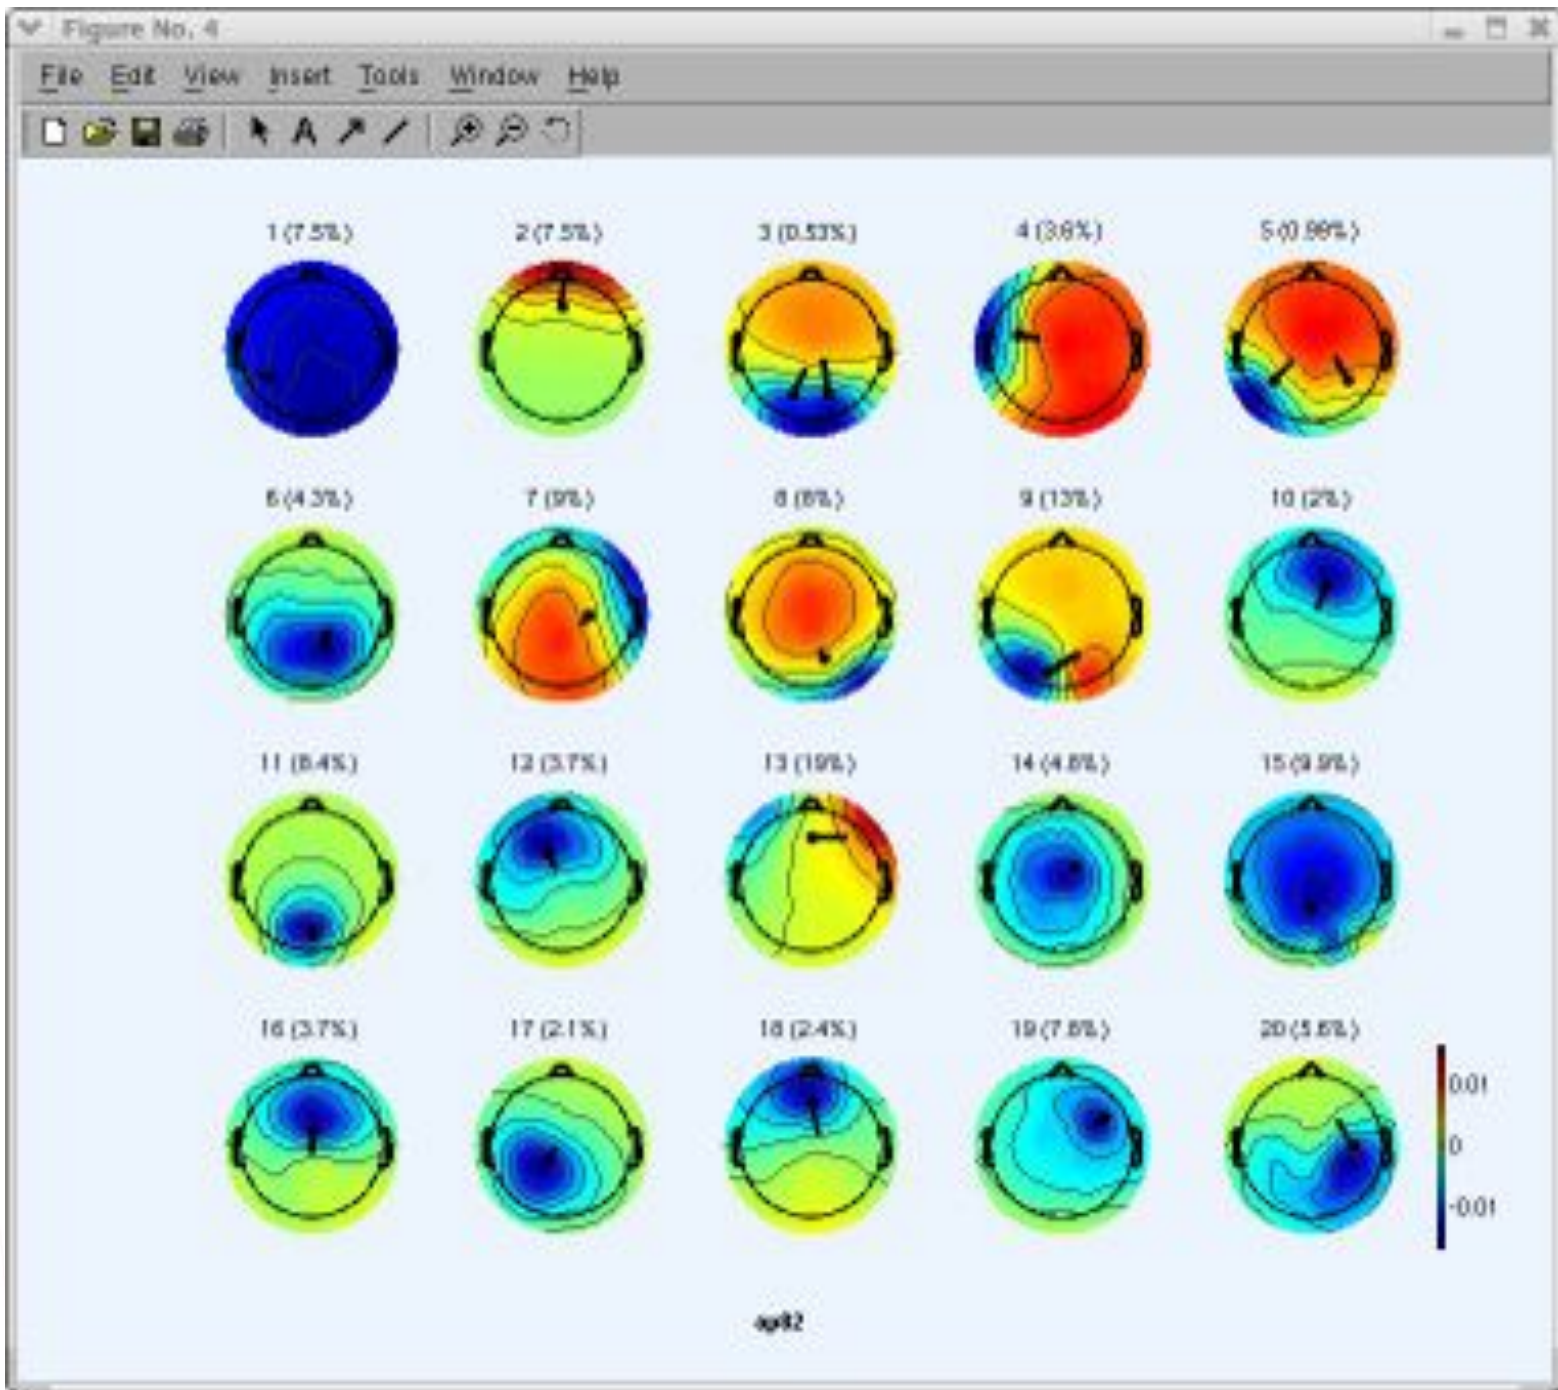 Figure No. 4
File Edit View Insert Tools Window Help
A
1 (7.5%) 2 (7.5%) 3 (0.53%) 4 (3.6%) 5 (0.99%)
6 (4.3%) 7 (9%) 8 (8%) 9 (13%) 10 (2%)
11 (8.4%) 12 (3.7%) 13 (19%) 14 (4.8%) 15 (9.9%)
16 (3.7%) 17 (2.1%) 18 (2.4%) 19 (7.8%) 20 (5.6%)
0.01
0
-0.01